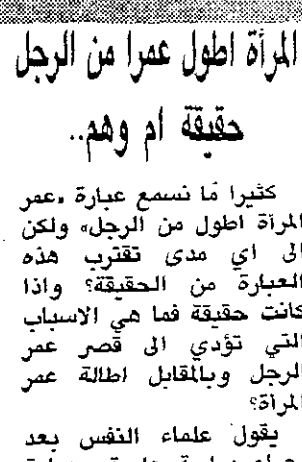 المرأة اطول عمرا من الرجل
حقيقة ام وهم..
كثيرا ما نسمع عبارة «عمر
المرأة اطول من الرجل» ولكن
الى اي مدى تقترب هذه
العبارة من الحقيقة؟ واذا
كانت حقيقة فما هي الاسباب
التي تؤدي الى قصر عمر
الرجل وبالمقابل اطالة عمر
المرأة؟
يقول علماء النفس بعد